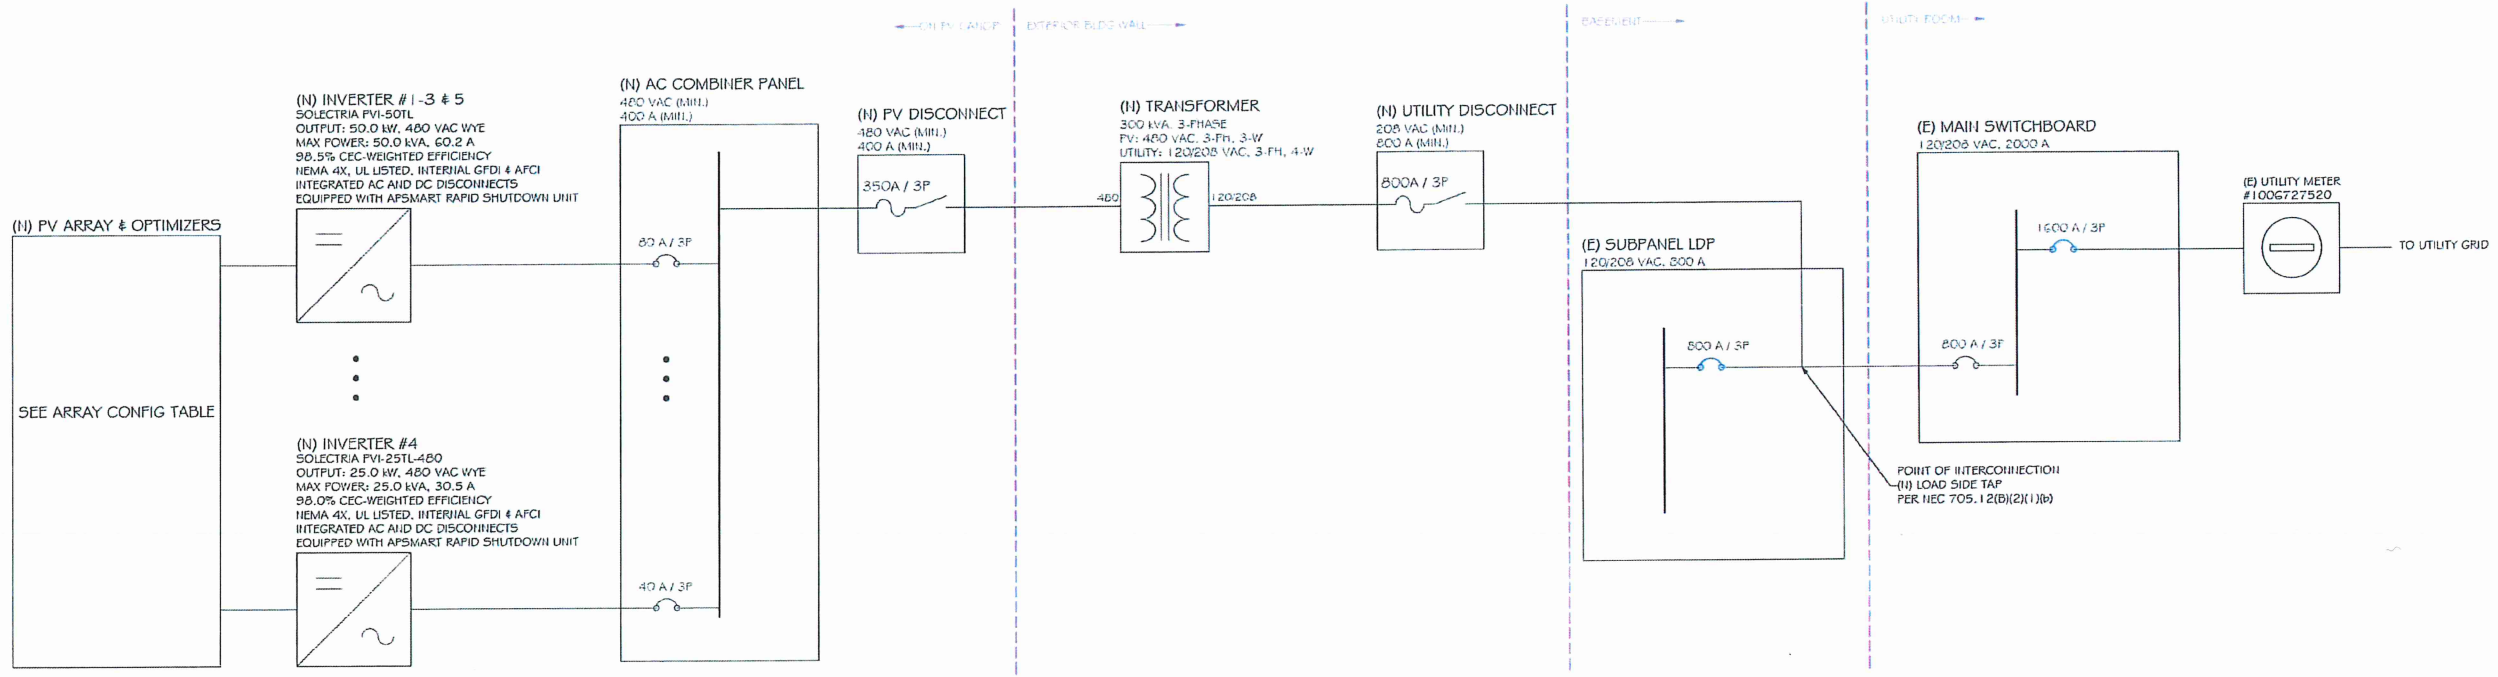 ON PV CANOP
EXTERIOR BLDG WALL
BASEMENT
UTILITY ROOM
(N) PV ARRAY & OPTIMIZERS
SEE ARRAY CONFIG TABLE
(N) INVERTER #1-3 & 5
SOLECTRIA PVI-50TL
OUTPUT: 50.0 kW, 480 VAC WYE
MAX POWER: 50.0 kVA, 60.2 A
98.5% CEC-WEIGHTED EFFICIENCY
NEMA 4X, UL LISTED, INTERNAL GFDI & AFCI
INTEGRATED AC AND DC DISCONNECTS
EQUIPPED WITH APSMART RAPID SHUTDOWN UNIT
(N) INVERTER #4
SOLECTRIA PVI-25TL-480
OUTPUT: 25.0 kW, 480 VAC WYE
MAX POWER: 25.0 kVA, 30.5 A
98.0% CEC-WEIGHTED EFFICIENCY
NEMA 4X, UL LISTED, INTERNAL GFDI & AFCI
INTEGRATED AC AND DC DISCONNECTS
EQUIPPED WITH APSMART RAPID SHUTDOWN UNIT
(N) AC COMBINER PANEL
480 VAC (MIN.)
400 A (MIN.)
80 A / 3P
40 A / 3P
(N) PV DISCONNECT
480 VAC (MIN.)
400 A (MIN.)
350A / 3P
(N) TRANSFORMER
300 kVA, 3-PHASE
PV: 480 VAC, 3-PH, 3-W
UTILITY: 120/208 VAC, 3-PH, 4-W
480
120/208
(N) UTILITY DISCONNECT
208 VAC (MIN.)
800 A (MIN.)
800A / 3P
(E) SUBPANEL LDP
120/208 VAC, 800 A
800 A / 3P
(E) MAIN SWITCHBOARD
120/208 VAC, 2000 A
1600 A / 3P
800 A / 3P
(E) UTILITY METER
#1006727520
TO UTILITY GRID
POINT OF INTERCONNECTION
(N) LOAD SIDE TAP
PER NEC 705.12(B)(2)(1)(b)